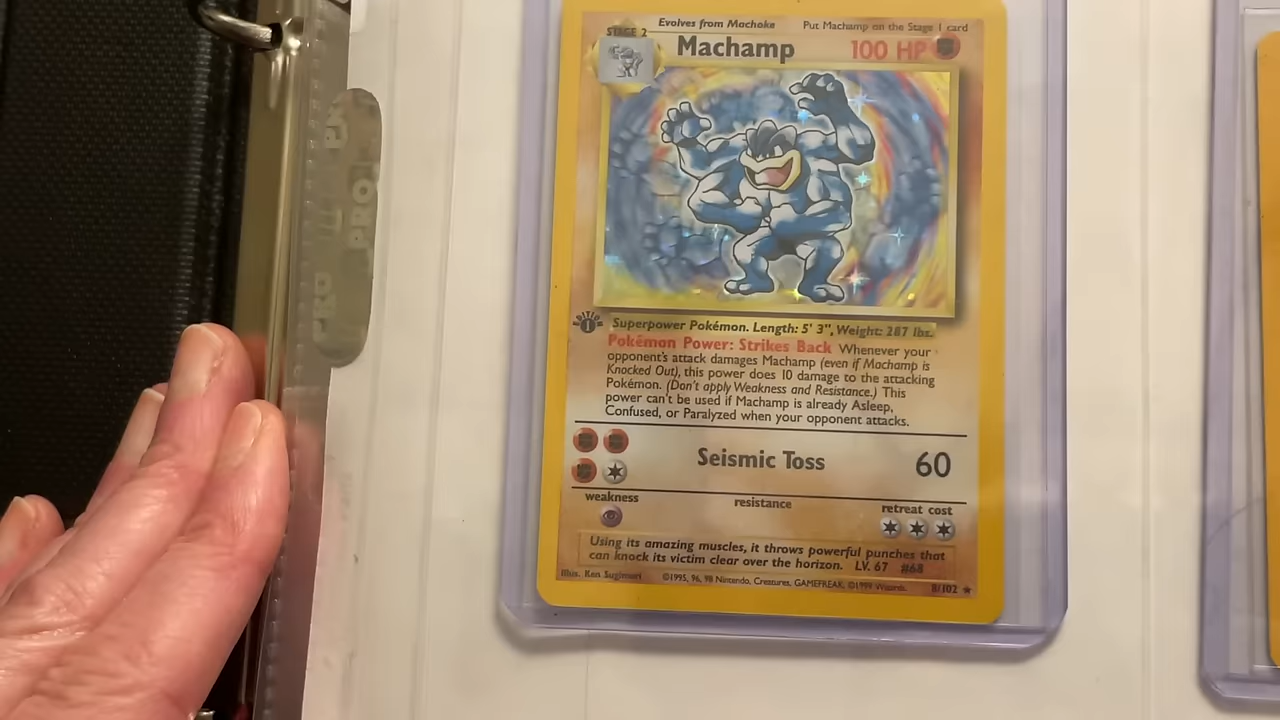 Evolves from Machoke
Put Machamp on the Stage 1 card
STAGE 2
Machamp
100 HP
EDITION
1
Superpower Pokémon. Length: 5' 3", Weight: 287 lbs.
Pokémon Power: Strikes Back Whenever your
opponent's attack damages Machamp (even if Machamp is
Knocked Out), this power does 10 damage to the attacking
Pokémon. (Don't apply Weakness and Resistance.) This
power can't be used if Machamp is already Asleep,
Confused, or Paralyzed when your opponent attacks.
Seismic Toss
60
weakness
resistance
retreat cost
Using its amazing muscles, it throws powerful punches that
can knock its victim clear over the horizon. LV. 67 #68
Illus. Ken Sugimori
©1995, 96, 98 Nintendo, Creatures, GAMEFREAK. ©1999 Wizards.
8/102
PRO